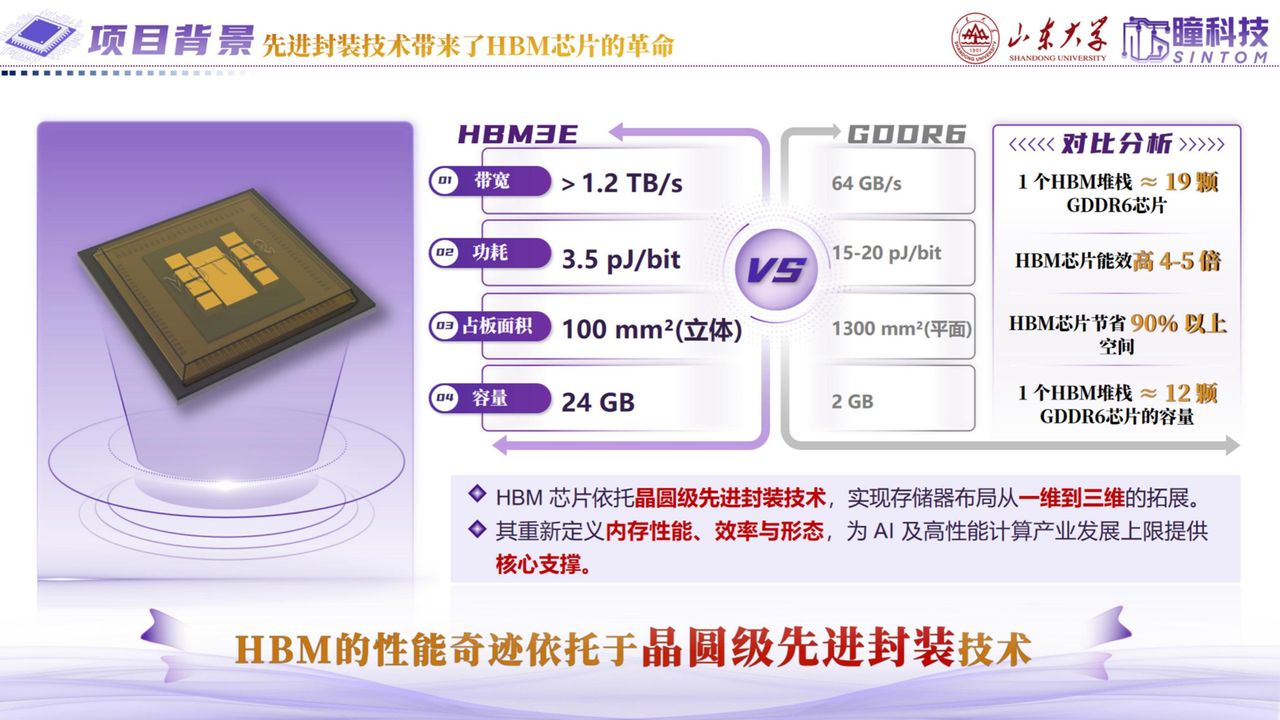 项目背景 先进封装技术带来了HBM芯片的革命
山东大学
SHANDONG UNIVERSITY
1901
芯瞳科技
SINTOM
HBM3E
GDDR6
01 带宽 > 1.2 TB/s 64 GB/s
02 功耗 3.5 pJ/bit 15-20 pJ/bit
03 占板面积 100 mm²(立体) 1300 mm²(平面)
04 容量 24 GB 2 GB
VS
对比分析
1 个HBM堆栈 ≈ 19 颗
GDDR6芯片
HBM芯片能效高 4-5 倍
HBM芯片节省 90% 以上
空间
1 个HBM堆栈 ≈ 12 颗
GDDR6芯片的容量
HBM 芯片依托晶圆级先进封装技术，实现存储器布局从一维到三维的拓展。
其重新定义内存性能、效率与形态，为 AI 及高性能计算产业发展上限提供
核心支撑。
HBM的性能奇迹依托于晶圆级先进封装技术